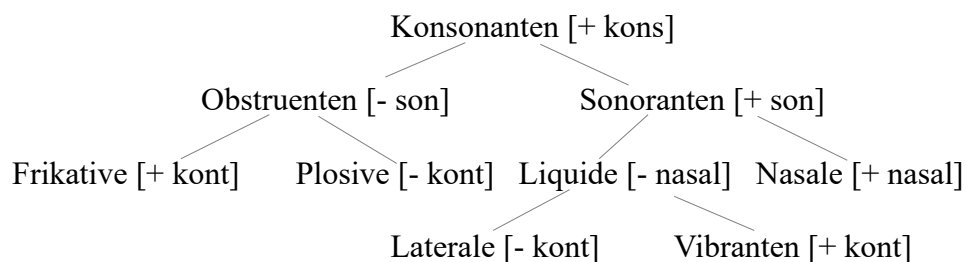 Konsonanten [+ kons]
Obstruenten [- son] Sonoranten [+ son]
Frikative [+ kont] Plosive [- kont] Liquide [- nasal] Nasale [+ nasal]
Laterale [- kont] Vibranten [+ kont]